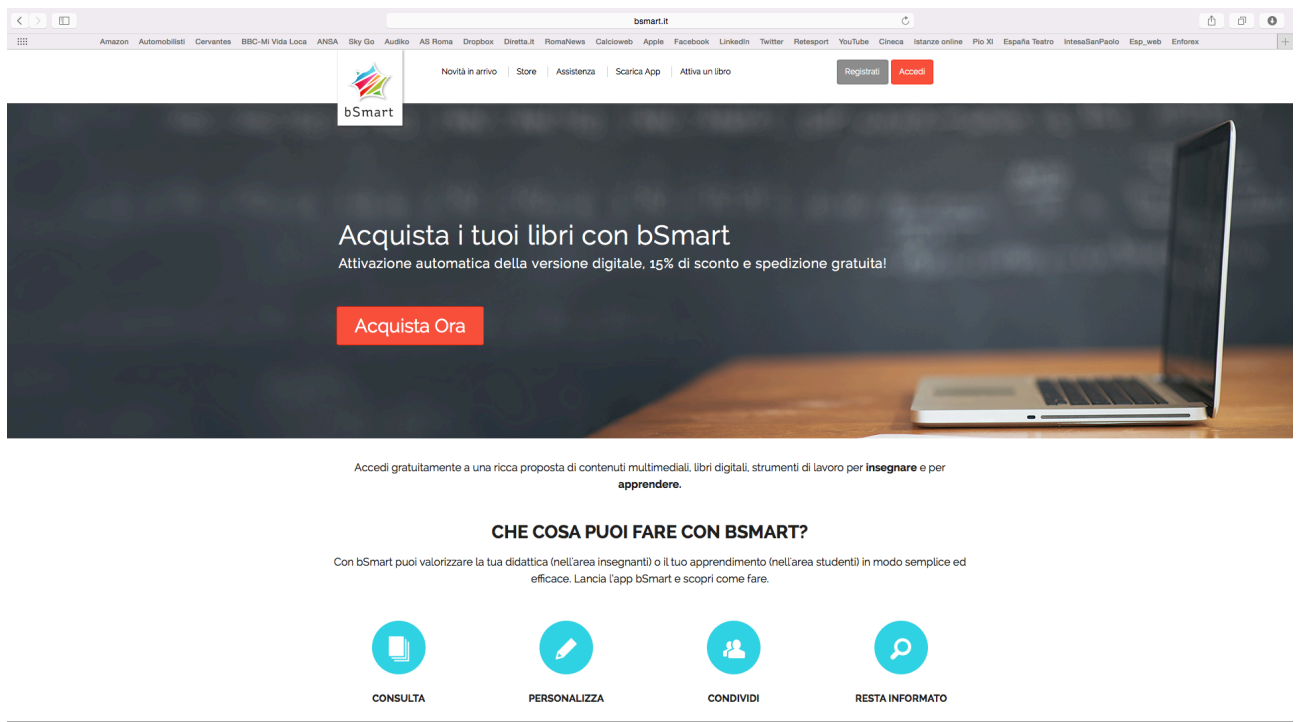 bsmart.it
Amazon Automobilisti Cervantes BBC-Mi Vida Loca ANSA Sky Go Audiko AS Roma Dropbox Diretta.it RomaNews Calcioweb Apple Facebook LinkedIn Twitter Retesport YouTube Cineca Istanze online Pio XI España Teatro IntesaSanPaolo Esp_web Enforex
bSmart
Novità in arrivo Store Assistenza Scarica App Attiva un libro Registrati Accedi
Acquista i tuoi libri con bSmart
Attivazione automatica della versione digitale, 15% di sconto e spedizione gratuita!
Acquista Ora
Accedi gratuitamente a una ricca proposta di contenuti multimediali, libri digitali, strumenti di lavoro per insegnare e per
apprendere.
CHE COSA PUOI FARE CON BSMART?
Con bSmart puoi valorizzare la tua didattica (nell'area insegnanti) o il tuo apprendimento (nell'area studenti) in modo semplice ed
efficace. Lancia l'app bSmart e scopri come fare.
CONSULTA PERSONALIZZA CONDIVIDI RESTA INFORMATO